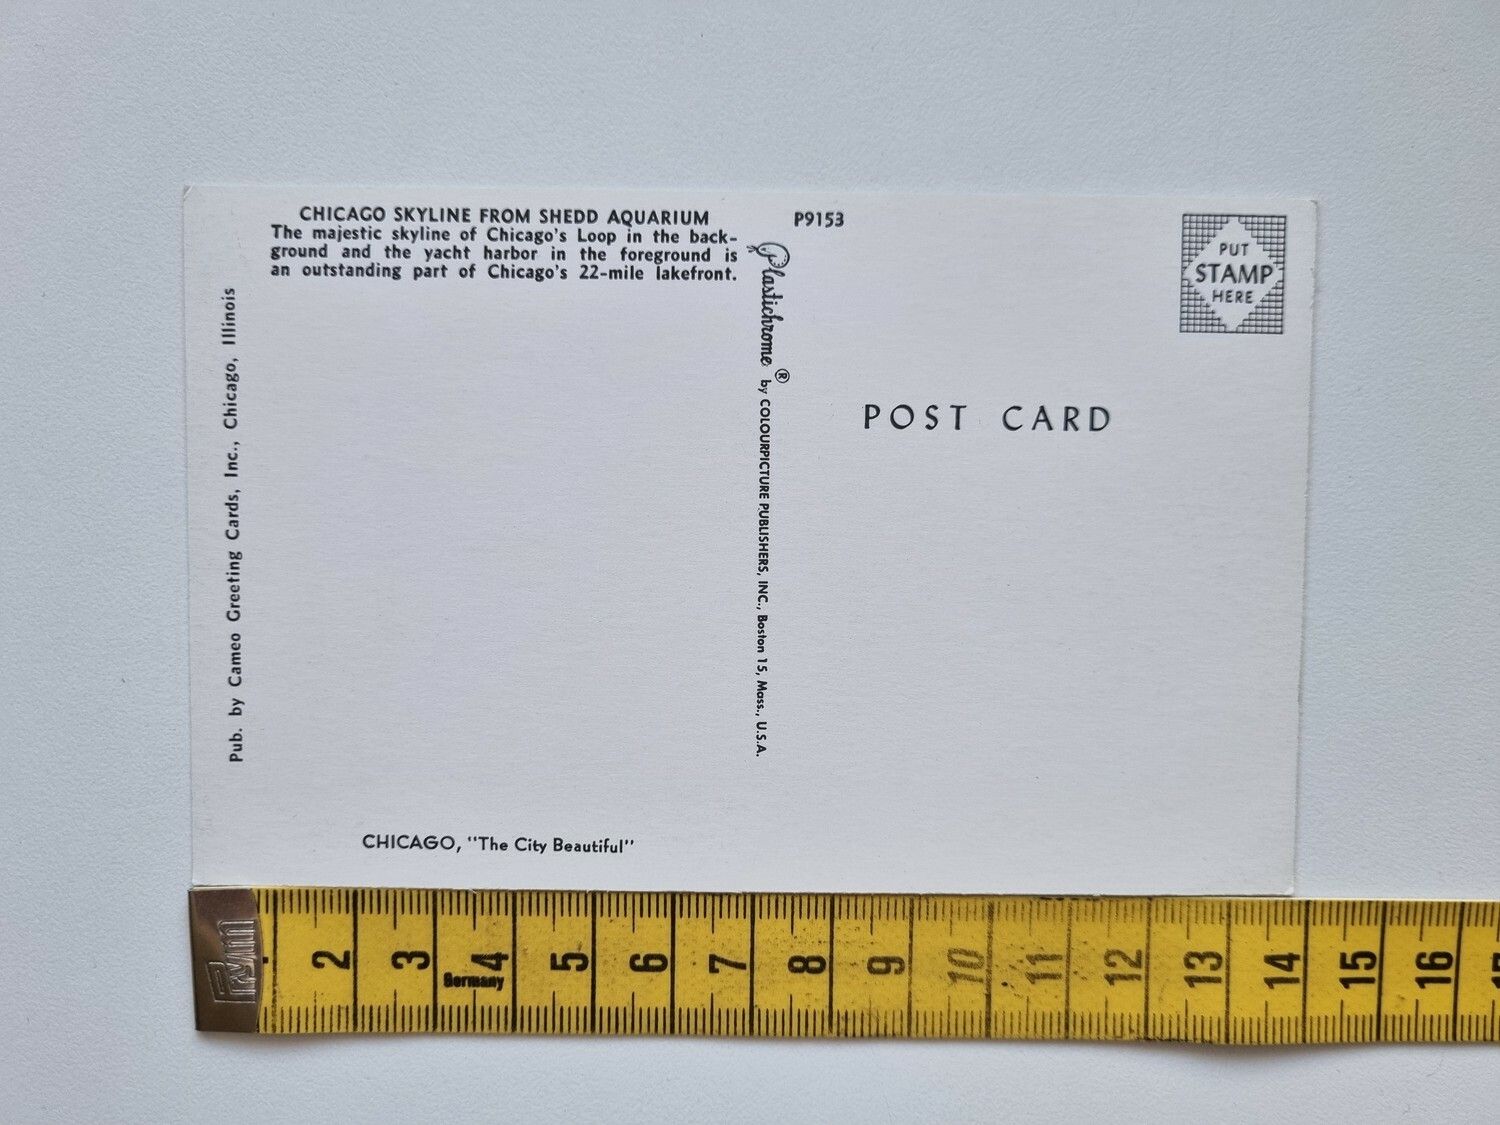 CHICAGO SKYLINE FROM SHEDD AQUARIUM
The majestic skyline of Chicago's Loop in the back-
ground and the yacht harbor in the foreground is
an outstanding part of Chicago's 22-mile lakefront.
Pub. by Cameo Greeting Cards, Inc., Chicago, Illinois
CHICAGO, "The City Beautiful"
Plastichrome ® by COLOURPICTURE PUBLISHERS, INC., Boston 15, Mass., U.S.A.
P9153
PUT
STAMP
HERE
POST CARD
Prym
2 3 4 5 6 7 8 9 10 11 12 13 14 15 16
Germany